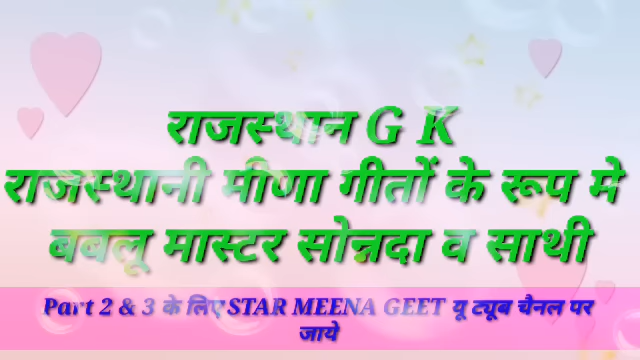 राजस्थान G K
राजस्थानी मीणा गीतों के रूप मे
बबलू मास्टर सोन्नदा व साथी
Part 2 & 3 के लिए STAR MEENA GEET यू ट्यूब चैनल पर
जाये